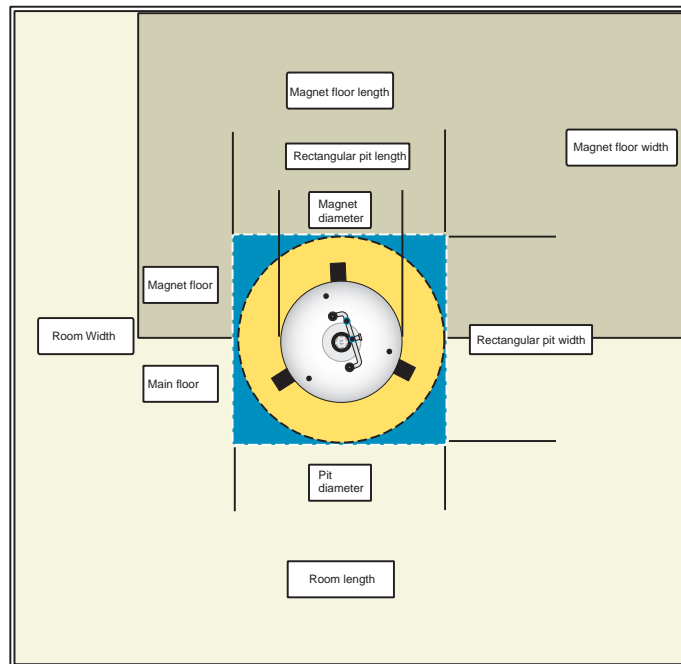 Magnet floor length
Magnet floor width
Rectangular pit length
Magnet
diameter
Magnet floor
Room Width
Rectangular pit width
Main floor
Pit
diameter
Room length